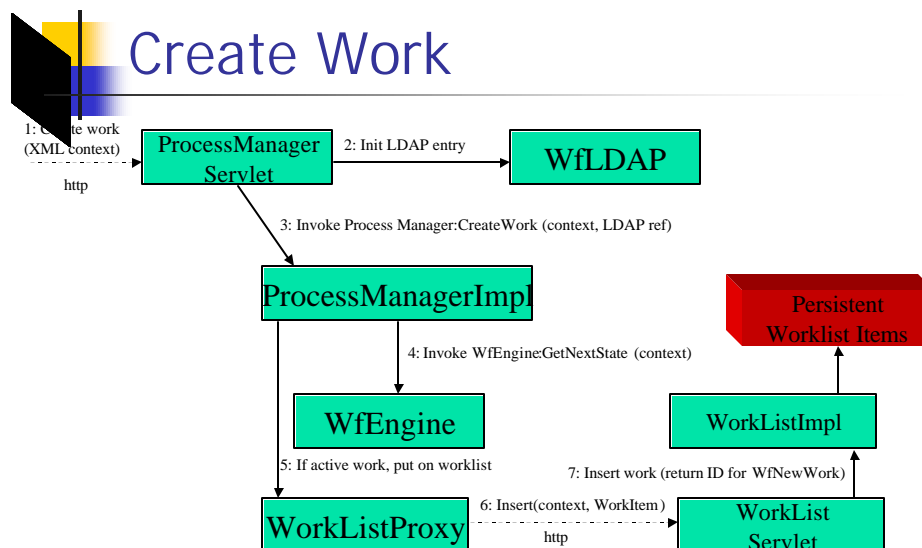 Create Work
1: C te work
(XML context)
http
ProcessManager
Servlet
2: Init LDAP entry
WfLDAP
3: Invoke Process Manager:CreateWork (context, LDAP ref)
ProcessManagerImpl
Persistent
Worklist Items
4: Invoke WfEngine:GetNextState (context)
WfEngine
WorkListImpl
5: If active work, put on worklist
7: Insert work (return ID for WfNewWork)
WorkListProxy
6: Insert(context, WorkItem)
http
WorkList
Servlet